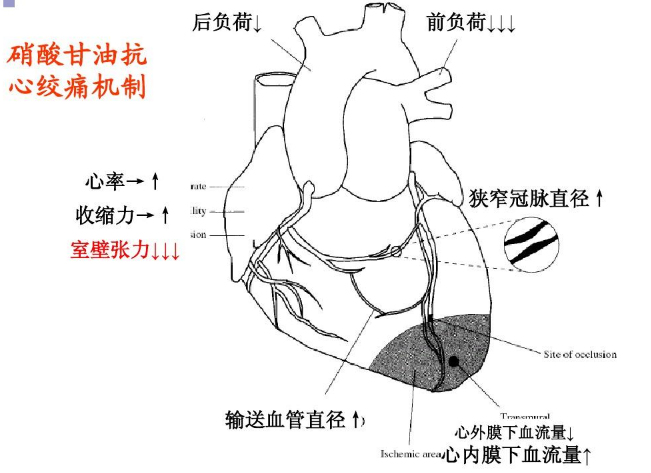 硝酸甘油抗
心绞痛机制
后负荷↓
前负荷↓↓↓
心率→↑
rate
收缩力→↑
室壁张力↓↓↓
狭窄冠脉直径↑
Site of occlusion
输送血管直径↑
Transmural
心外膜下血流量↓
Ischemic area
心内膜下血流量↑